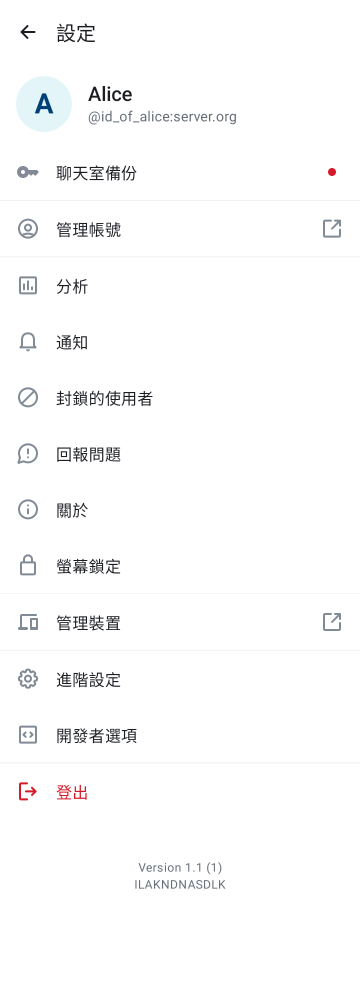 設定
A
Alice
@id_of_alice:server.org
聊天室備份
管理帳號
分析
通知
封鎖的使用者
回報問題
關於
螢幕鎖定
管理裝置
進階設定
開發者選項
登出
Version 1.1 (1)
ILAKNDNASDLK